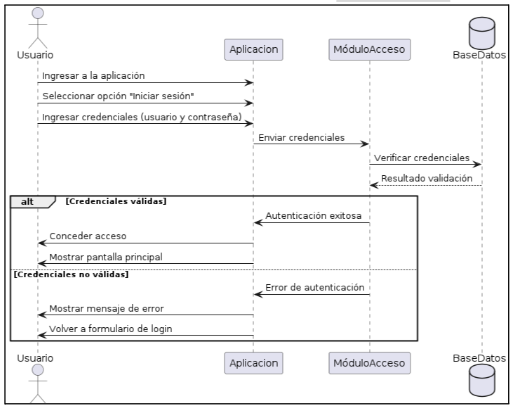 Usuario
Aplicacion
MóduloAcceso
BaseDatos
Ingresar a la aplicación
Seleccionar opción "Iniciar sesión"
Ingresar credenciales (usuario y contraseña)
Enviar credenciales
Verificar credenciales
Resultado validación
alt [Credenciales válidas]
Autenticación exitosa
Conceder acceso
Mostrar pantalla principal
[Credenciales no válidas]
Error de autenticación
Mostrar mensaje de error
Volver a formulario de login
Usuario
Aplicacion
MóduloAcceso
BaseDatos